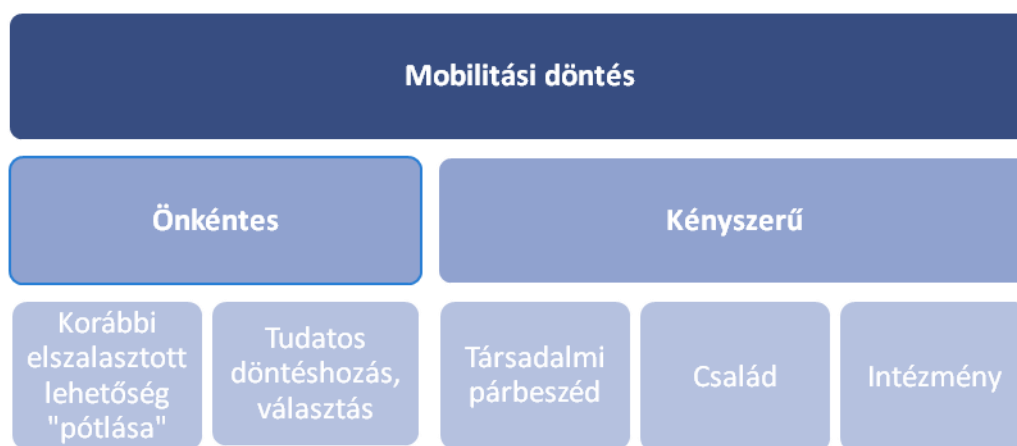 Mobilitási döntés
Önkéntes
Kényszerű
Korábbi
elszalasztott
lehetőség
"pótlása"
Tudatos
döntéshozás,
választás
Társadalmi
párbeszéd
Család
Intézmény